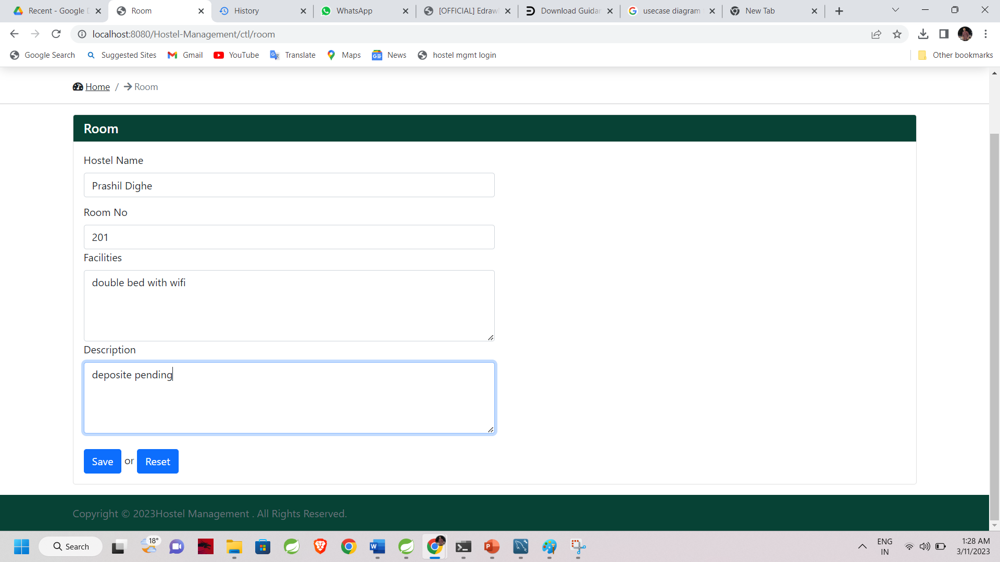 Recent - Google D
Room
History
WhatsApp
[OFFICIAL] Edraw
Download Guidan
usecase diagram
New Tab
localhost:8080/Hostel-Management/ctl/room
Google Search
Suggested Sites
Gmail
YouTube
Translate
Maps
News
hostel mgmt login
Other bookmarks
Home / Room
Room
Hostel Name
Prashil Dighe
Room No
201
Facilities
double bed with wifi
Description
deposite pending
Save or Reset
Copyright © 2023Hostel Management . All Rights Reserved.
Search
18°
ENG
IN
1:28 AM
3/11/2023